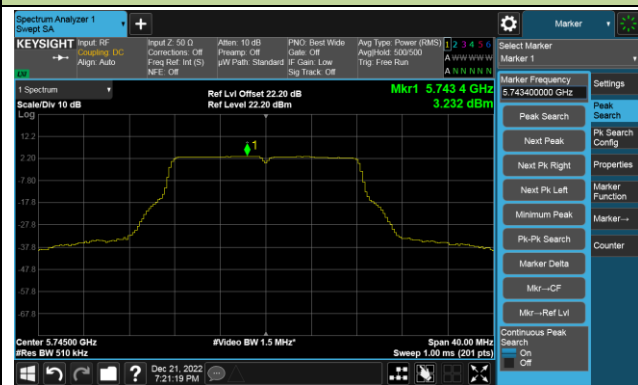 Spectrum Analyzer 1
Swept SA
Marker
KEYSIGHT
Input: RF
Coupling: DC
Align: Auto
Input Z: 50 Ω
Corrections: Off
Freq Ref: Int (S)
NFE: Off
Atten: 10 dB
Preamp: Off
µW Path: Standard
PNO: Best Wide
Gate: Off
IF Gain: Low
Sig Track: Off
Avg Type: Power (RMS)
Avg|Hold: 500/500
Trig: Free Run
1 2 3 4 5 6
A W W W W W
A N N N N N
Select Marker
Marker 1
1 Spectrum
Scale/Div 10 dB
Log
Ref Lvl Offset 22.20 dB
Ref Level 22.20 dBm
Mkr1 5.743 4 GHz
3.232 dBm
12.2
2.20
-7.80
-17.8
-27.8
-37.8
-47.8
-57.8
-67.8
1
Center 5.74500 GHz
#Res BW 510 kHz
#Video BW 1.5 MHz*
Span 40.00 MHz
Sweep 1.00 ms (201 pts)
Marker Frequency
5.743400000 GHz
Peak Search
Next Peak
Next Pk Right
Next Pk Left
Minimum Peak
Pk-Pk Search
Marker Delta
Mkr→CF
Mkr→Ref Lvl
Continuous Peak
Search
On
Off
Settings
Peak
Search
Pk Search
Config
Properties
Marker
Function
Marker→
Counter
Dec 21, 2022
7:21:19 PM